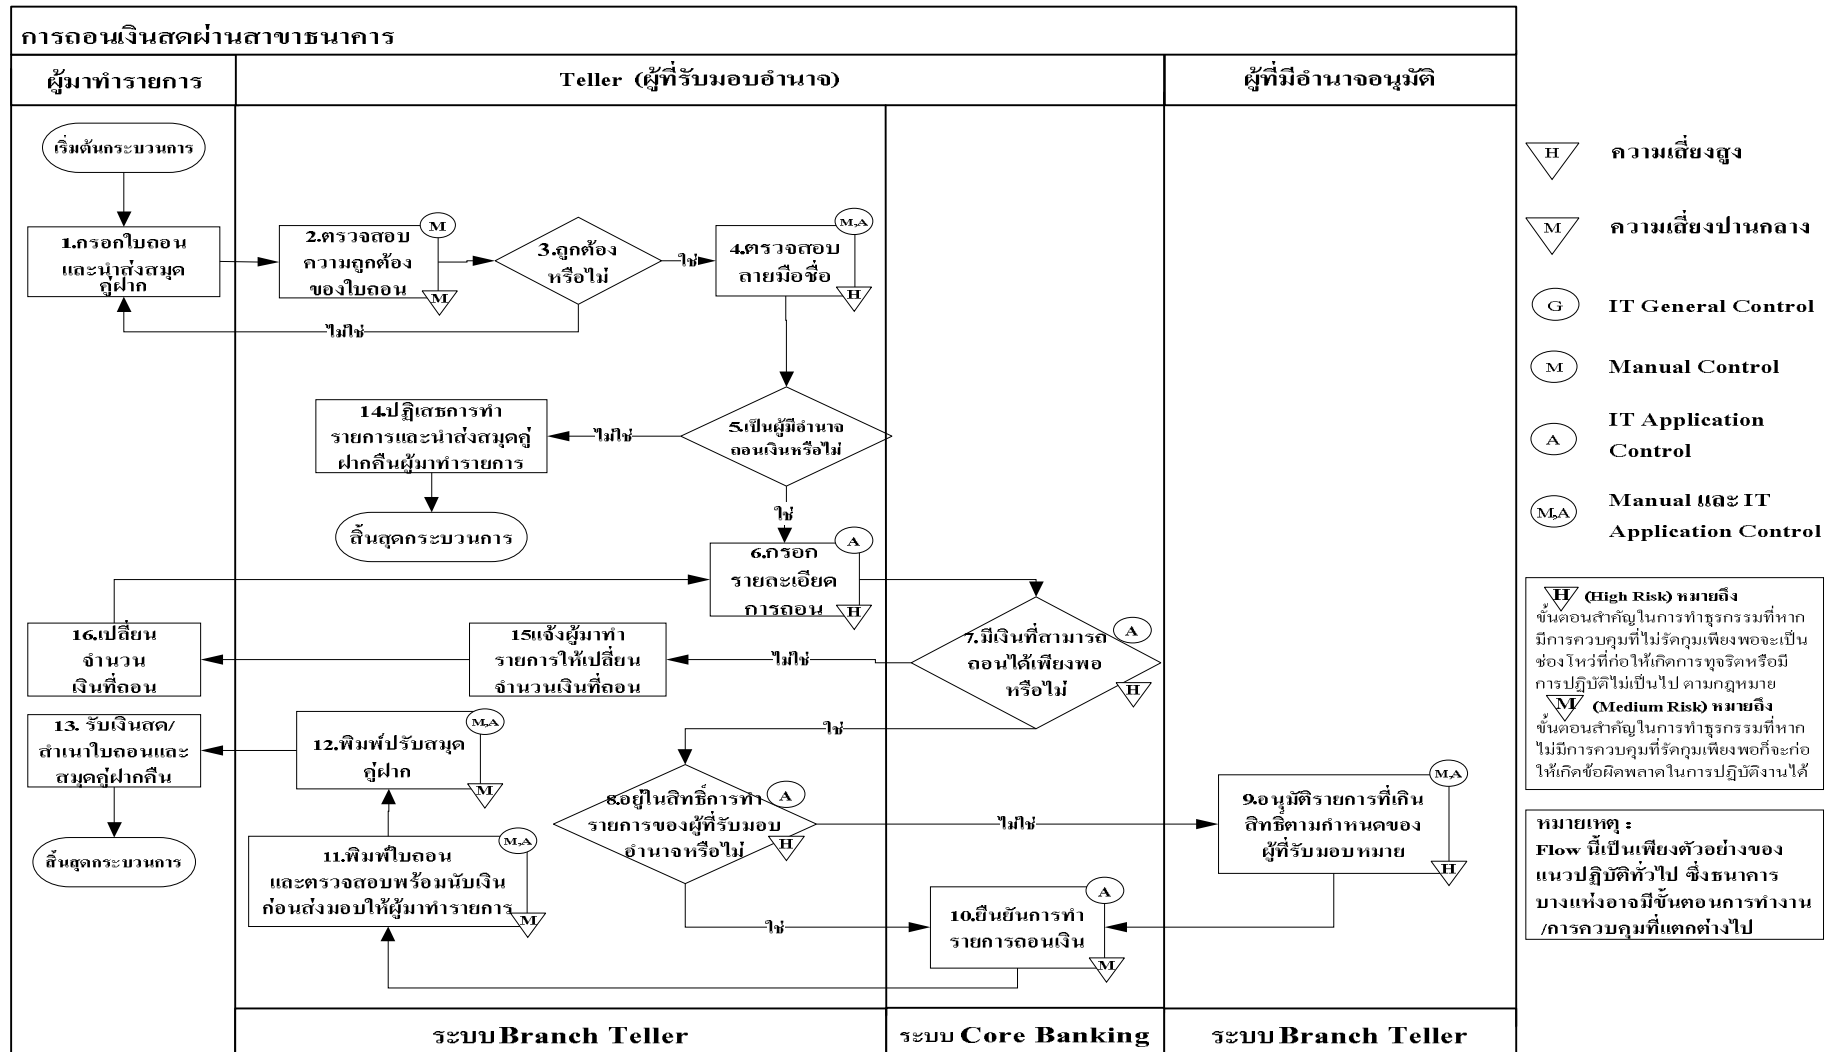 การถอนเงินสดผ่านสาขาธนาคาร
ผู้มาทำรายการ
Teller (ผู้ที่รับมอบอำนาจ)
ผู้ที่มีอำนาจอนุมัติ
เริ่มต้นกระบวนการ
1.กรอกใบถอน
และนำส่งสมุด
คู่ฝาก
2.ตรวจสอบ
ความถูกต้อง
ของใบถอน
M
M
3.ถูกต้อง
หรือไม่
ใช่
ไม่ใช่
4.ตรวจสอบ
ลายมือชื่อ
M,A
H
5.เป็นผู้มีอำนาจ
ถอนเงินหรือไม่
ไม่ใช่
ใช่
14.ปฏิเสธการทำ
รายการและนำส่งสมุดคู่
ฝากคืนผู้มาทำรายการ
สิ้นสุดกระบวนการ
6.กรอก
รายละเอียด
การถอน
A
H
7.มีเงินที่สามารถ
ถอนได้เพียงพอ
หรือไม่
A
H
ไม่ใช่
ใช่
15แจ้งผู้มาทำ
รายการให้เปลี่ยน
จำนวนเงินที่ถอน
16.เปลี่ยน
จำนวน
เงินที่ถอน
13. รับเงินสด/
สำเนาใบถอนและ
สมุดคู่ฝากคืน
สิ้นสุดกระบวนการ
12.พิมพ์ปรับสมุด
คู่ฝาก
M,A
M
8.อยู่ในสิทธิ์การทำ
รายการของผู้ที่รับมอบ
อำนาจหรือไม่
A
H
ไม่ใช่
ใช่
9.อนุมัติรายการที่เกิน
สิทธิ์ตามกำหนดของ
ผู้ที่รับมอบหมาย
M,A
H
11.พิมพ์ใบถอน
และตรวจสอบพร้อมนับเงิน
ก่อนส่งมอบให้ผู้มาทำรายการ
M,A
M
10.ยืนยันการทำ
รายการถอนเงิน
A
M
ระบบ Branch Teller
ระบบ Core Banking
ระบบ Branch Teller
H ความเสี่ยงสูง
M ความเสี่ยงปานกลาง
G IT General Control
M Manual Control
A IT Application
Control
M,A Manual และ IT
Application Control
H (High Risk) หมายถึง
ขั้นตอนสำคัญในการทำธุรกรรมที่หาก
มีการควบคุมที่ไม่รัดกุมเพียงพอจะเป็น
ช่องโหว่ที่ก่อให้เกิดการทุจริตหรือมี
การปฏิบัติไม่เป็นไป ตามกฎหมาย
M (Medium Risk) หมายถึง
ขั้นตอนสำคัญในการทำธุรกรรมที่หาก
ไม่มีการควบคุมที่รัดกุมเพียงพอก็จะก่อ
ให้เกิดข้อผิดพลาดในการปฏิบัติงานได้
หมายเหตุ :
Flow นี้เป็นเพียงตัวอย่างของ
แนวปฏิบัติทั่วไป ซึ่งธนาคาร
บางแห่งอาจมีขั้นตอนการทำงาน
/การควบคุมที่แตกต่างไป